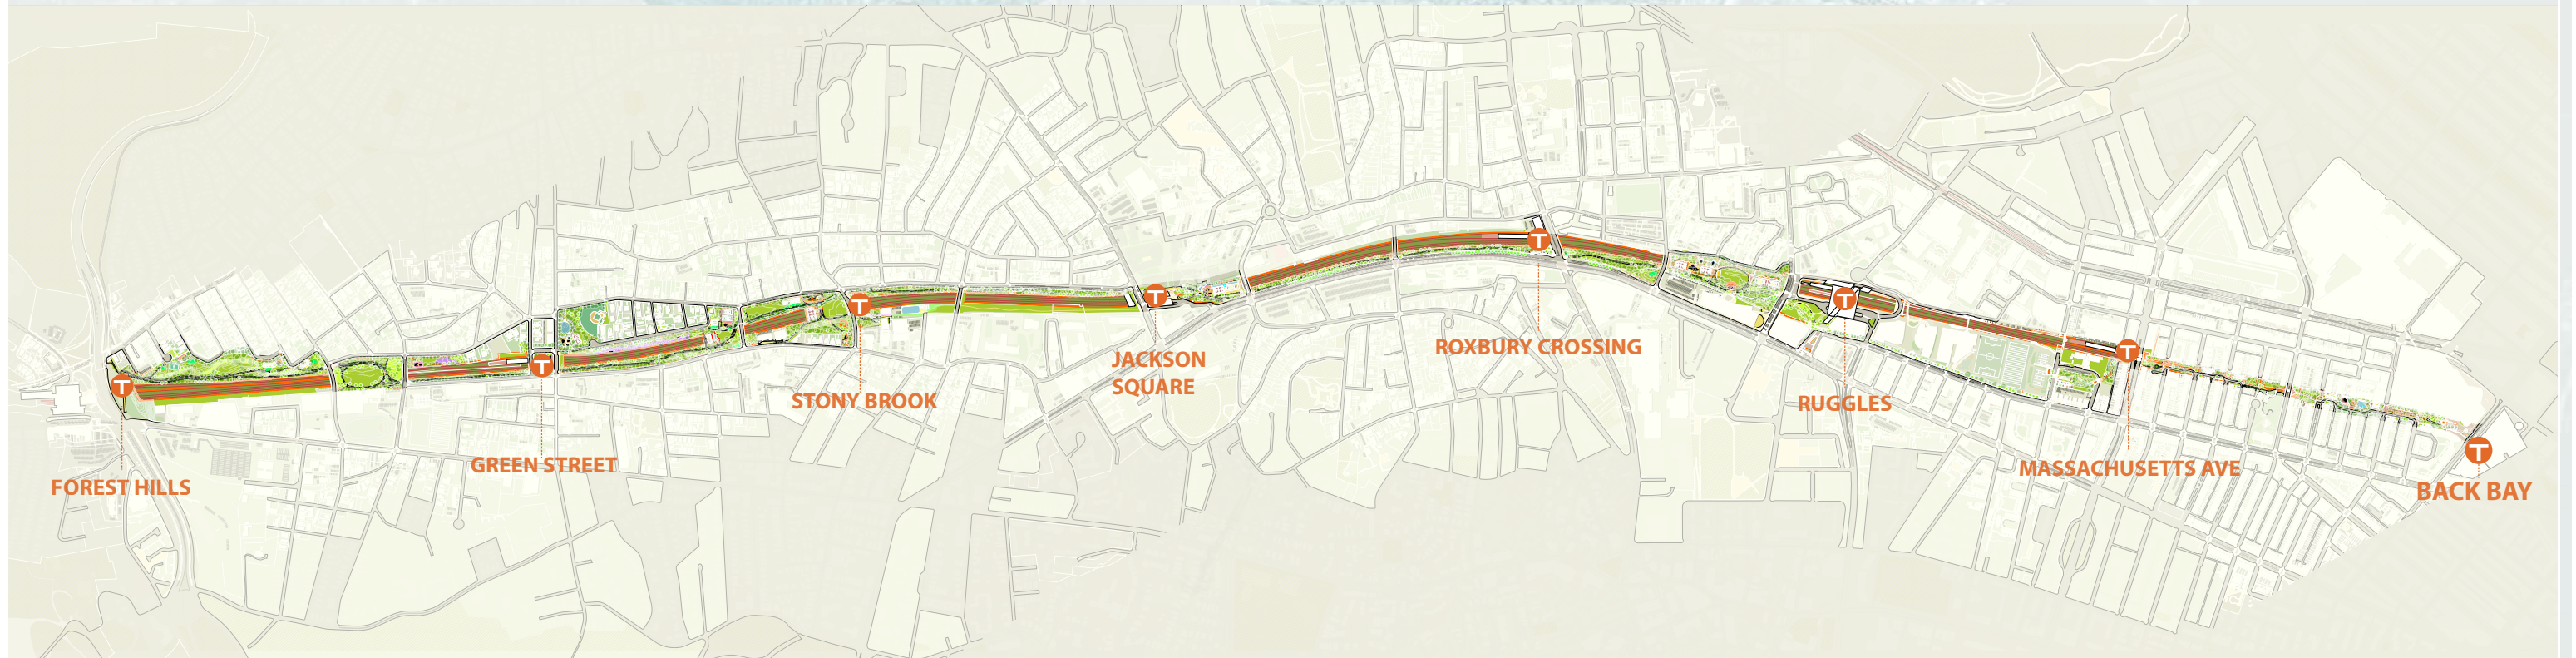 T
FOREST HILLS
T
GREEN STREET
T
STONY BROOK
T
JACKSON
SQUARE
T
ROXBURY CROSSING
T
RUGGLES
T
MASSACHUSETTS AVE
T
BACK BAY